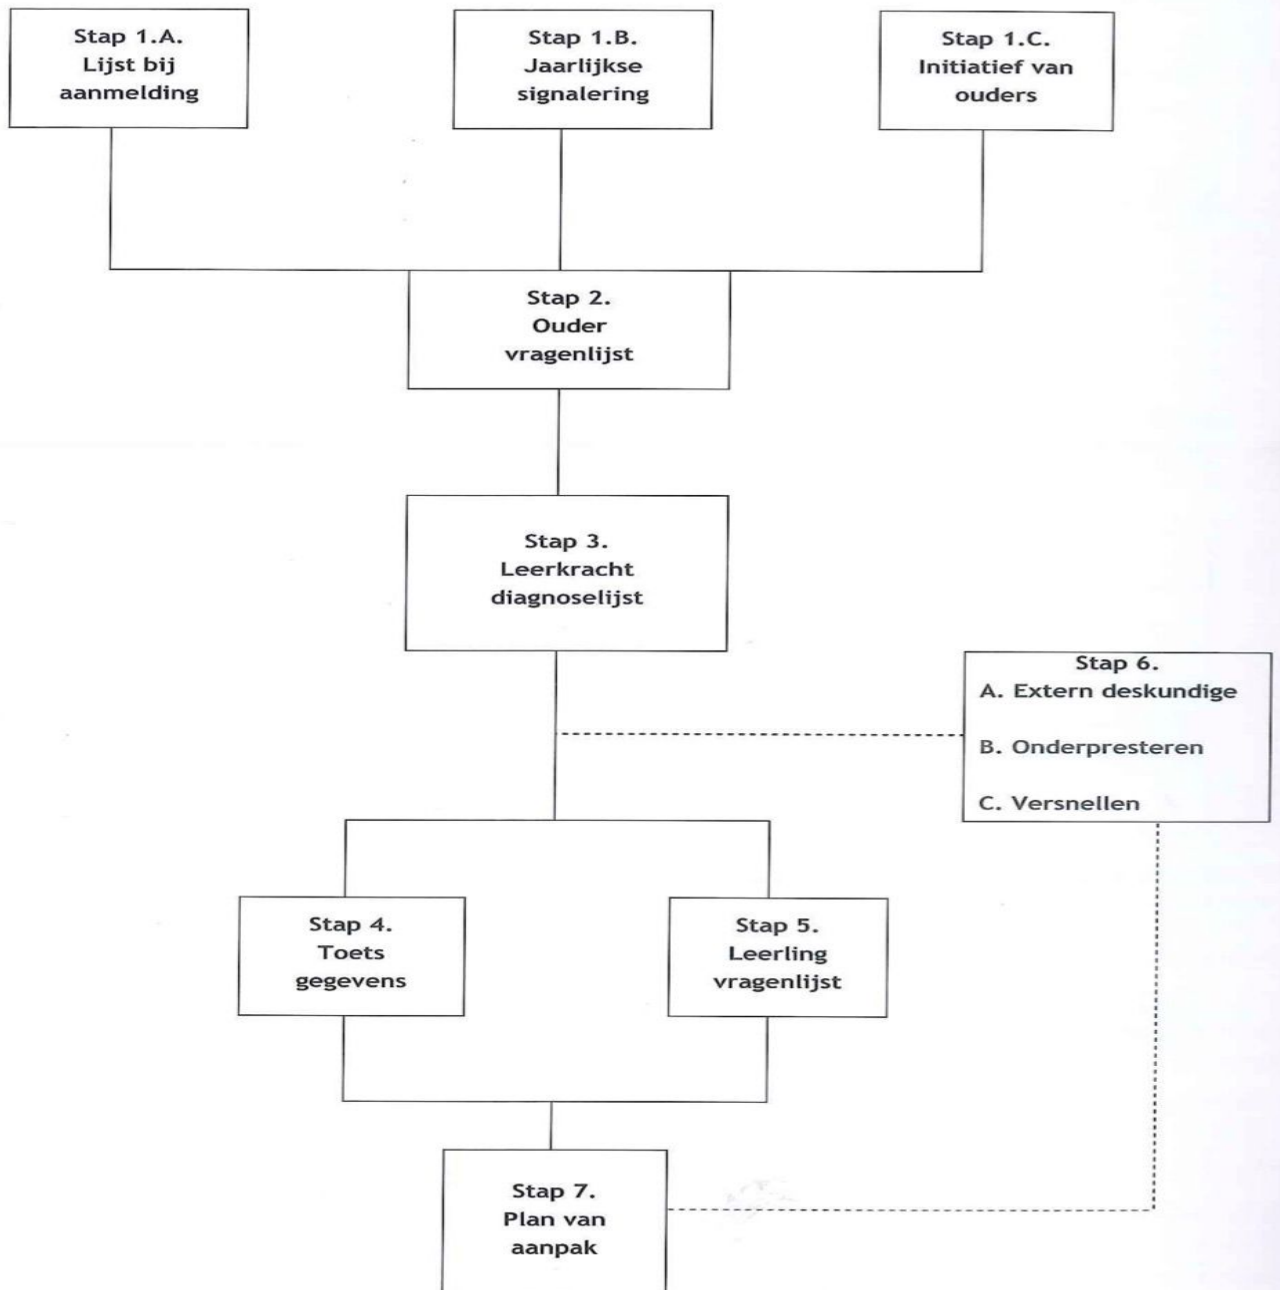 Stap 1.A.
Lijst bij
aanmelding
Stap 1.B.
Jaarlijkse
signalering
Stap 1.C.
Initiatief van
ouders
Stap 2.
Ouder
vragenlijst
Stap 3.
Leerkracht
diagnoselijst
Stap 6.
A. Extern deskundige
B. Onderpresteren
C. Versnellen
Stap 4.
Toets
gegevens
Stap 5.
Leerling
vragenlijst
Stap 7.
Plan van
aanpak